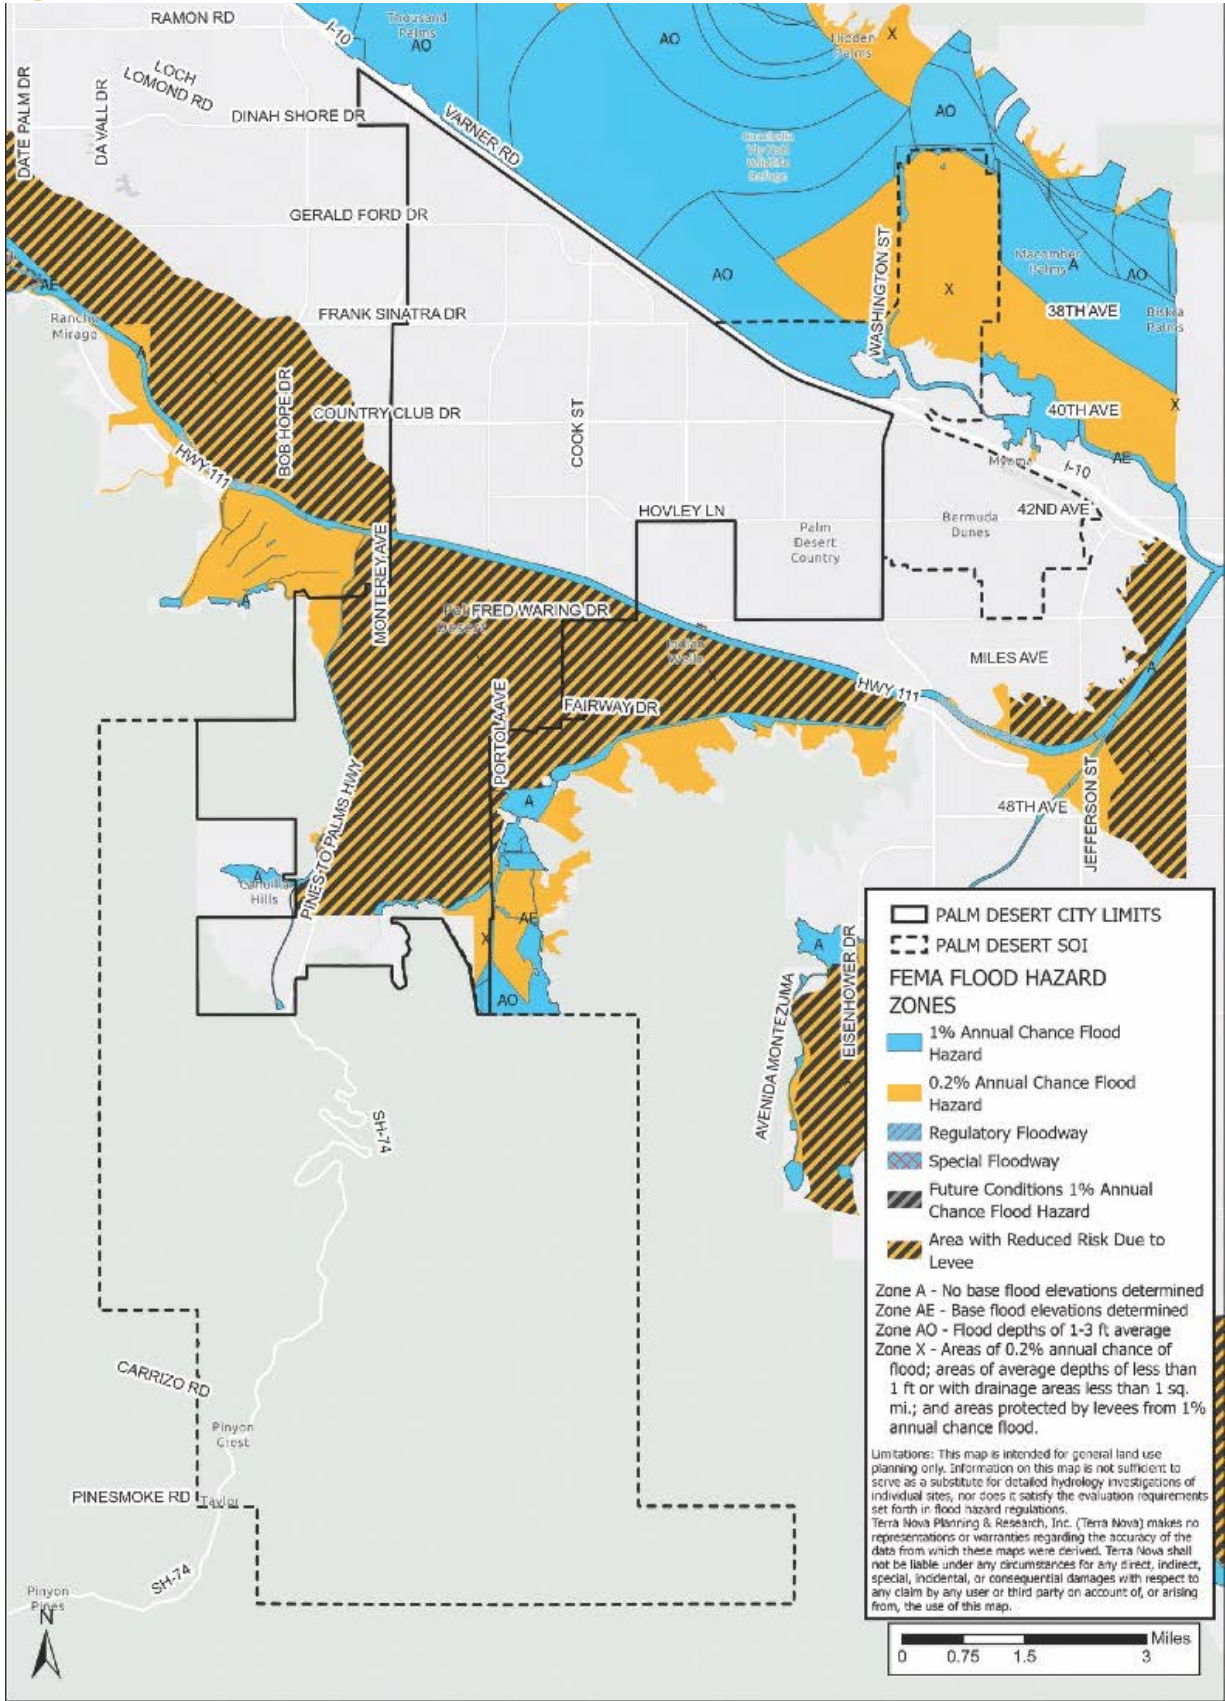 RAMON RD
I-10
Thousand
Palms
AO
AO
Hidden
Palms
X
DATE PALM DR
DA VALL DR
LOCH
LOMOND RD
DINAH SHORE DR
VARNER RD
AO
Coachella
Vly Natl
Wildlife
Refuge
GERALD FORD DR
WASHINGTON ST
Macomber
Palms
A
AO
AO
AE
X
Rancho
Mirage
FRANK SINATRA DR
38TH AVE
Biskra
Palms
A
X
BOB HOPE DR
COUNTRY CLUB DR
COOK ST
40TH AVE
X
HWY 111
Myoma
I-10
AE
HOVLEY LN
Palm
Desert
Country
Bermuda
Dunes
42ND AVE
MONTEREY AVE
A
Palm
Desert
FRED WARING DR
X
Indian
Wells
X
MILES AVE
A
HWY 111
PORTOLA AVE
FAIRWAY DR
PINES TO PALMS HWY
A
48TH AVE
JEFFERSON ST
A
Cahuilla
Hills
AE
X
AO
A
AVENIDA MONTEZUMA
EISENHOWER DR
SH-74
CARRIZO RD
Pinyon
Crest
PINESMOKE RD
Taylor
SH-74
Pinyon
Pines
N
PALM DESERT CITY LIMITS
PALM DESERT SOI
FEMA FLOOD HAZARD
ZONES
1% Annual Chance Flood
Hazard
0.2% Annual Chance Flood
Hazard
Regulatory Floodway
Special Floodway
Future Conditions 1% Annual
Chance Flood Hazard
Area with Reduced Risk Due to
Levee
Zone A - No base flood elevations determined
Zone AE - Base flood elevations determined
Zone AO - Flood depths of 1-3 ft average
Zone X - Areas of 0.2% annual chance of
flood; areas of average depths of less than
1 ft or with drainage areas less than 1 sq.
mi.; and areas protected by levees from 1%
annual chance flood.
Limitations: This map is intended for general land use
planning only. Information on this map is not sufficient to
serve as a substitute for detailed hydrology investigations of
individual sites, nor does it satisfy the evaluation requirements
set forth in flood hazard regulations.
Terra Nova Planning & Research, Inc. (Terra Nova) makes no
representations or warranties regarding the accuracy of the
data from which these maps were derived. Terra Nova shall
not be liable under any circumstances for any direct, indirect,
special, incidental, or consequential damages with respect to
any claim by any user or third party on account of, or arising
from, the use of this map.
Miles
0 0.75 1.5 3